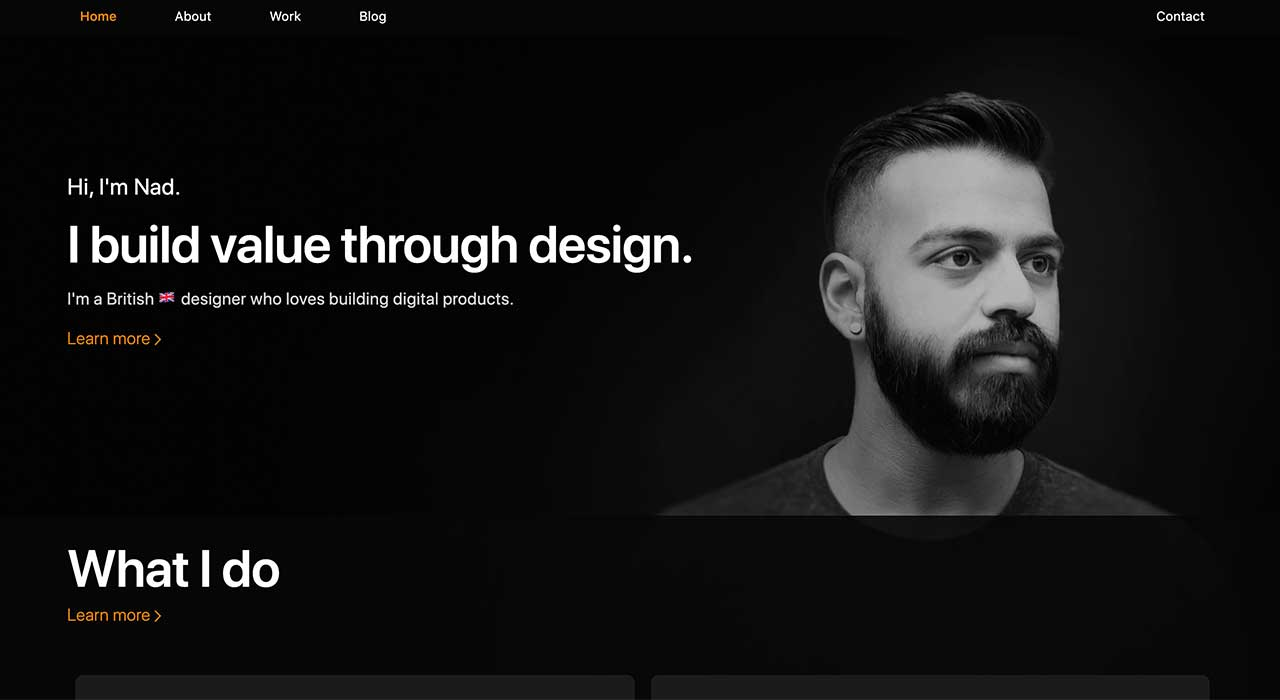 Home About Work Blog Contact
Hi, I'm Nad.
I build value through design.
I'm a British 🇬🇧 designer who loves building digital products.
Learn more >
What I do
Learn more >